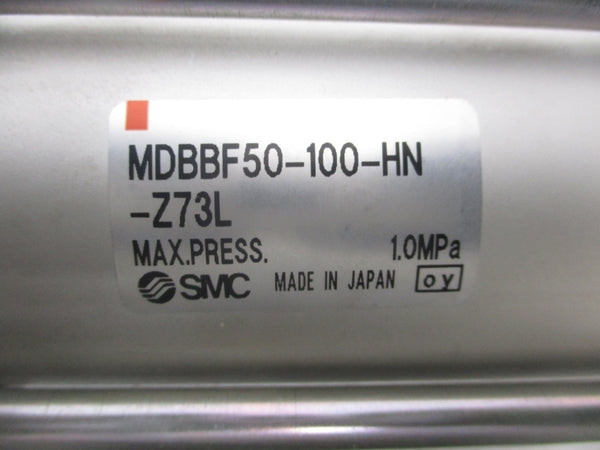 MDBBF50-100-HN
-Z73L
MAX.PRESS. 1.0MPa
SMC MADE IN JAPAN oy